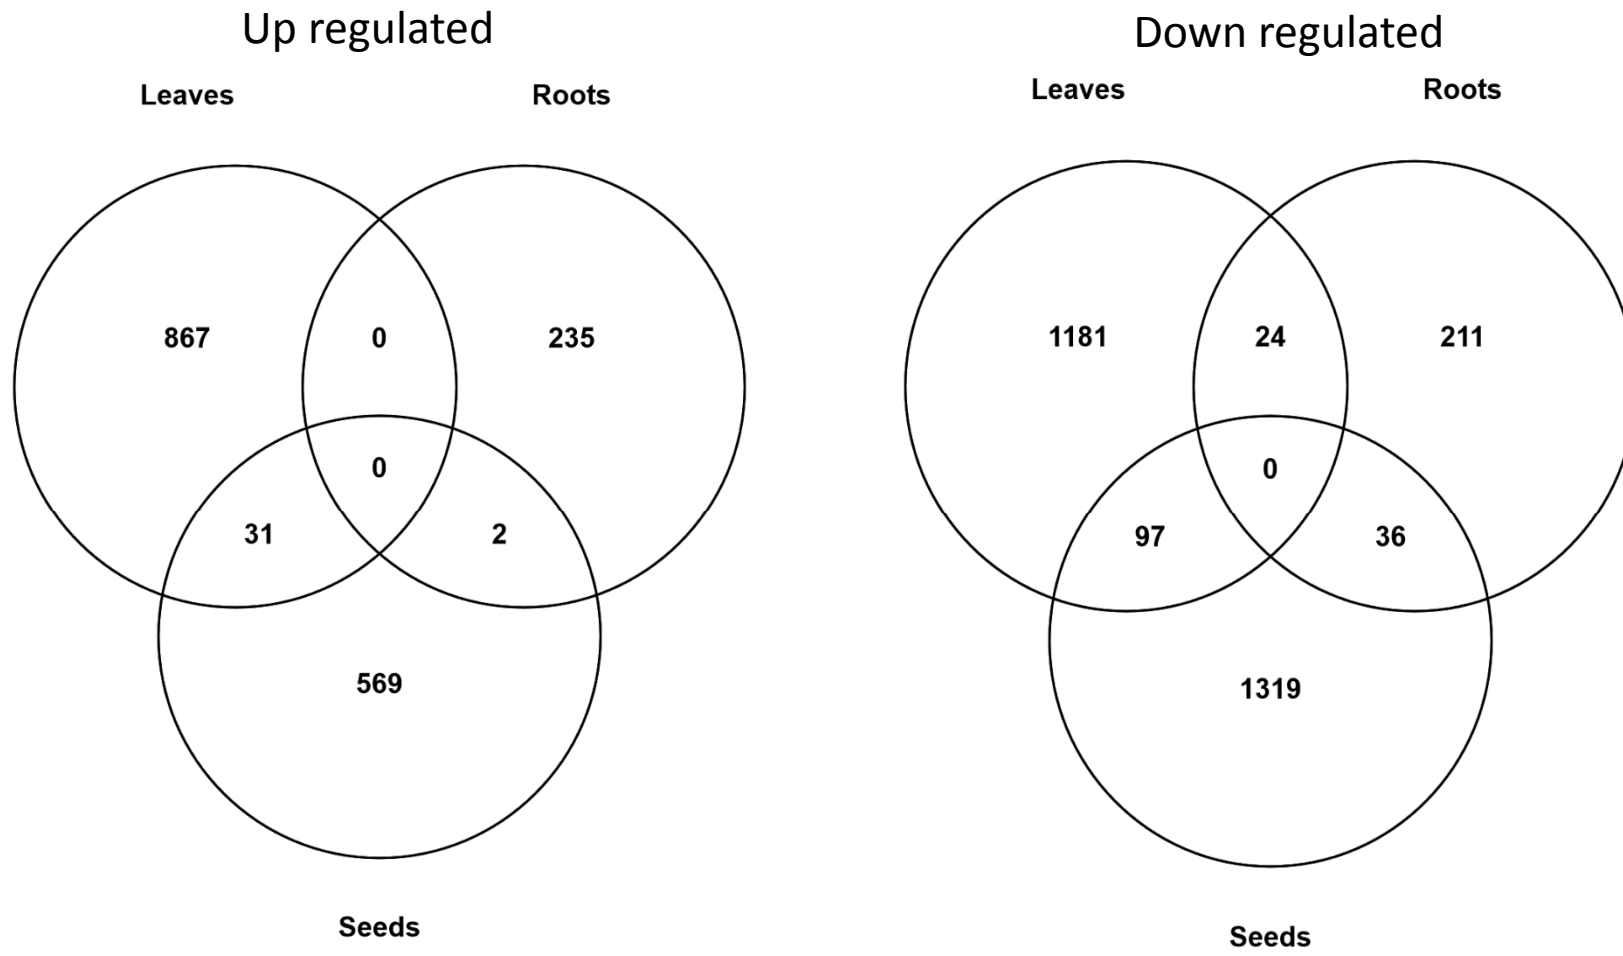 Up regulated
Leaves
Roots
867
0
235
0
31
2
569
Seeds
Down regulated
Leaves
Roots
1181
24
211
0
97
36
1319
Seeds